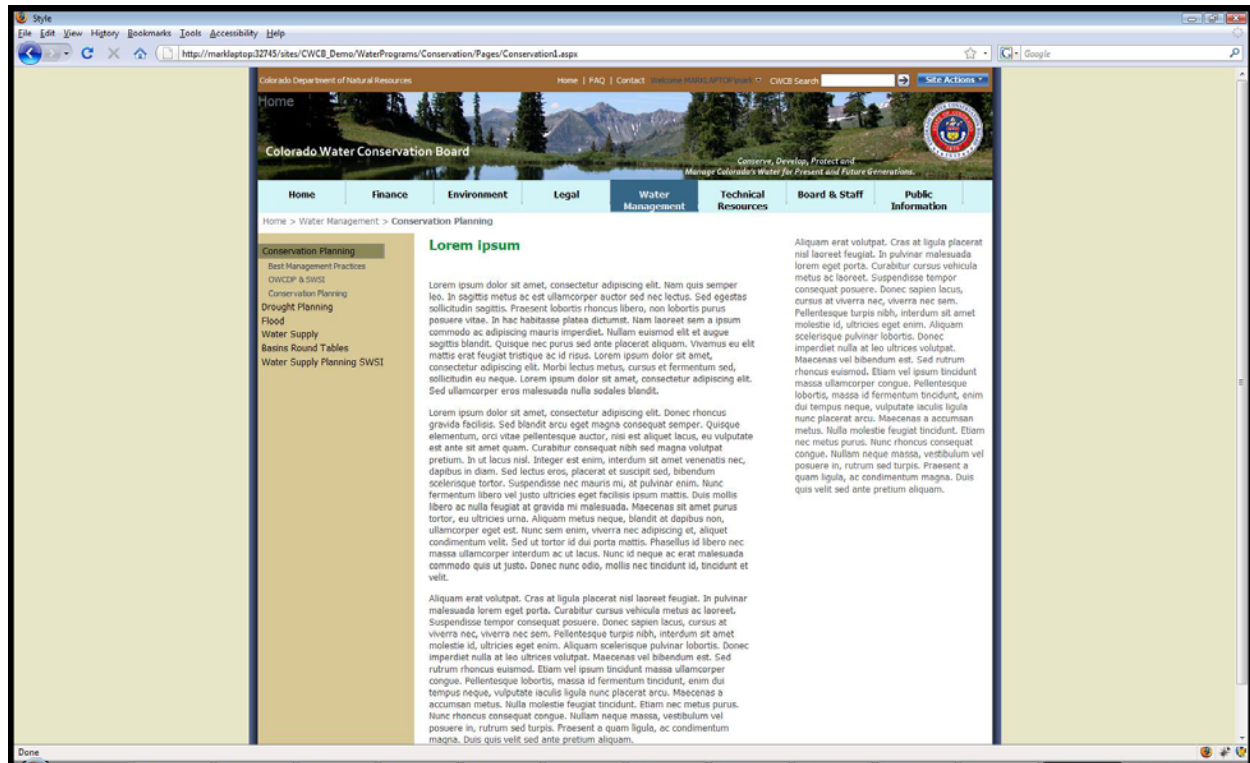 Style
File Edit View History Bookmarks Tools Accessibility Help
http://marklaptop:32745/sites/CWCB_Demo/WaterPrograms/Conservation/Pages/Conservation1.aspx
Google
Colorado Department of Natural Resources
Home | FAQ | Contact Welcome MARKLAPTOP\mark CWCB Search
Site Actions
Home
Colorado Water Conservation Board
Conserve, Develop, Protect and
Manage Colorado's Water for Present and Future Generations.
Home Finance Environment Legal Water Management Technical Resources Board & Staff Public Information
Home > Water Management > Conservation Planning
Conservation Planning
Best Management Practices
OWCDP & SWSI
Conservation Planning
Drought Planning
Flood
Water Supply
Basins Round Tables
Water Supply Planning SWSI
Lorem ipsum
Lorem ipsum dolor sit amet, consectetur adipiscing elit. Nam quis semper
leo. In sagittis metus ac est ullamcorper auctor sed nec lectus. Sed egestas
sollicitudin sagittis. Praesent lobortis rhoncus libero, non lobortis purus
posuere vitae. In hac habitasse platea dictumst. Nam laoreet sem a ipsum
commodo ac adipiscing mauris imperdiet. Nullam euismod elit et augue
sagittis blandit. Quisque nec purus sed ante placerat aliquam. Vivamus eu elit
mattis erat feugiat tristique ac id risus. Lorem ipsum dolor sit amet,
consectetur adipiscing elit. Morbi lectus metus, cursus et fermentum sed,
sollicitudin eu neque. Lorem ipsum dolor sit amet, consectetur adipiscing elit.
Sed ullamcorper eros malesuada nulla sodales blandit.
Lorem ipsum dolor sit amet, consectetur adipiscing elit. Donec rhoncus
gravida facilisis. Sed blandit arcu eget magna consequat semper. Quisque
elementum, orci vitae pellentesque auctor, nisi est aliquet lacus, eu vulputate
est ante sit amet quam. Curabitur consequat nibh sed magna volutpat
pretium. In ut lacus nisl. Integer est enim, interdum sit amet venenatis nec,
dapibus in diam. Sed lectus eros, placerat et suscipit sed, bibendum
scelerisque tortor. Suspendisse nec mauris mi, at pulvinar enim. Nunc
fermentum libero vel justo ultricies eget facilisis ipsum mattis. Duis mollis
libero ac nulla feugiat at gravida mi malesuada. Maecenas sit amet purus
tortor, eu ultricies urna. Aliquam metus neque, blandit at dapibus non,
ullamcorper eget est. Nunc sem enim, viverra nec adipiscing et, aliquet
condimentum velit. Sed ut tortor id dui porta mattis. Phasellus id libero nec
massa ullamcorper interdum ac ut lacus. Nunc id neque ac erat malesuada
commodo quis ut justo. Donec nunc odio, mollis nec tincidunt id, tincidunt et
velit.
Aliquam erat volutpat. Cras at ligula placerat nisl laoreet feugiat. In pulvinar
malesuada lorem eget porta. Curabitur cursus vehicula metus ac laoreet.
Suspendisse tempor consequat posuere. Donec sapien lacus, cursus at
viverra nec, viverra nec sem. Pellentesque turpis nibh, interdum sit amet
molestie id, ultricies eget enim. Aliquam scelerisque pulvinar lobortis. Donec
imperdiet nulla at leo ultrices volutpat. Maecenas vel bibendum est. Sed
rutrum rhoncus euismod. Etiam vel ipsum tincidunt massa ullamcorper
congue. Pellentesque lobortis, massa id fermentum tincidunt, enim dui
tempus neque, vulputate iaculis ligula nunc placerat arcu. Maecenas a
accumsan metus. Nulla molestie feugiat tincidunt. Etiam nec metus purus.
Nunc rhoncus consequat congue. Nullam neque massa, vestibulum vel
posuere in, rutrum sed turpis. Praesent a quam ligula, ac condimentum
magna. Duis quis velit sed ante pretium aliquam.
Aliquam erat volutpat. Cras at ligula placerat
nisl laoreet feugiat. In pulvinar malesuada
lorem eget porta. Curabitur cursus vehicula
metus ac laoreet. Suspendisse tempor
consequat posuere. Donec sapien lacus,
cursus at viverra nec, viverra nec sem.
Pellentesque turpis nibh, interdum sit amet
molestie id, ultricies eget enim. Aliquam
scelerisque pulvinar lobortis. Donec
imperdiet nulla at leo ultrices volutpat.
Maecenas vel bibendum est. Sed rutrum
rhoncus euismod. Etiam vel ipsum tincidunt
massa ullamcorper congue. Pellentesque
lobortis, massa id fermentum tincidunt, enim
dui tempus neque, vulputate iaculis ligula
nunc placerat arcu. Maecenas a accumsan
metus. Nulla molestie feugiat tincidunt. Etiam
nec metus purus. Nunc rhoncus consequat
congue. Nullam neque massa, vestibulum vel
posuere in, rutrum sed turpis. Praesent a
quam ligula, ac condimentum magna. Duis
quis velit sed ante pretium aliquam.
Done